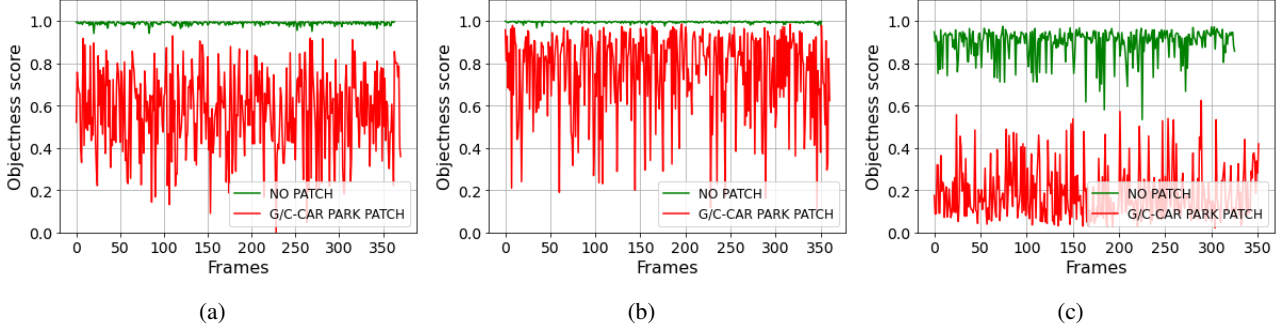 Objectness score
1.0
0.8
0.6
0.4
0.2
0.0
NO PATCH
G/C-CAR PARK PATCH
0 50 100 150 200 250 300 350
Frames
(a)
Objectness score
1.0
0.8
0.6
0.4
0.2
0.0
NO PATCH
G/C-CAR PARK PATCH
0 50 100 150 200 250 300 350
Frames
(b)
Objectness score
1.0
0.8
0.6
0.4
0.2
0.0
NO PATCH
G/C-CAR PARK PATCH
0 50 100 150 200 250 300 350
Frames
(c)